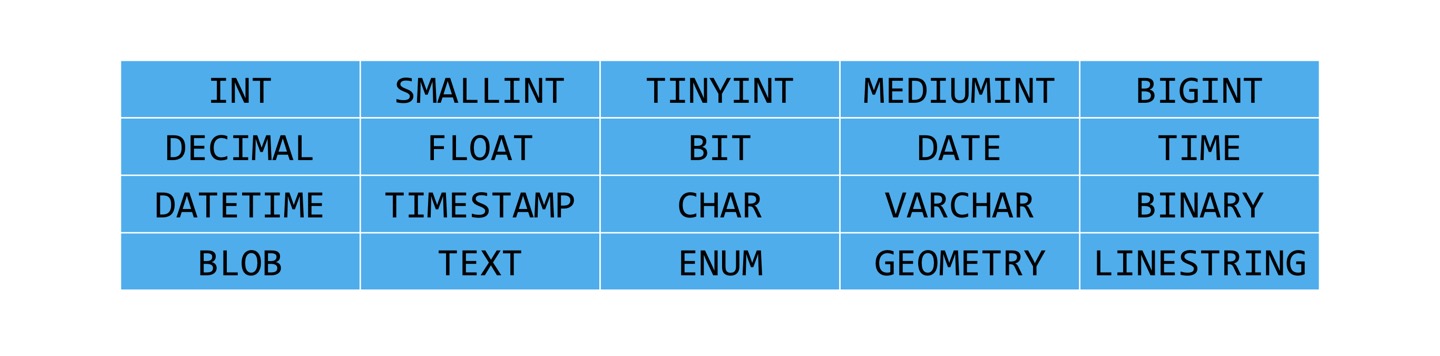 INT SMALLINT TINYINT MEDIUMINT BIGINT
DECIMAL FLOAT BIT DATE TIME
DATETIME TIMESTAMP CHAR VARCHAR BINARY
BLOB TEXT ENUM GEOMETRY LINESTRING